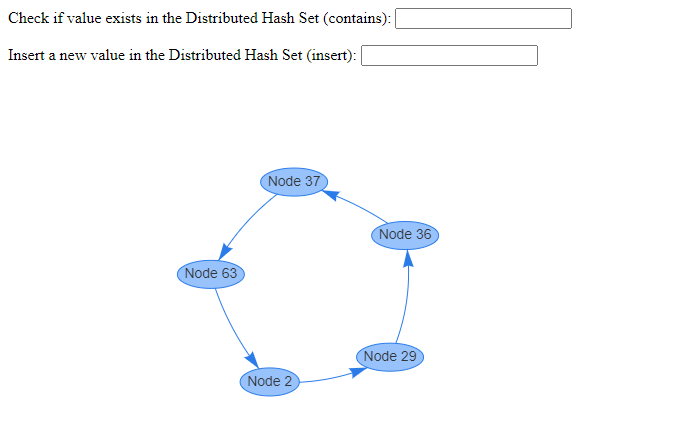 Check if value exists in the Distributed Hash Set (contains):
Insert a new value in the Distributed Hash Set (insert):
Node 37
Node 36
Node 63
Node 29
Node 2